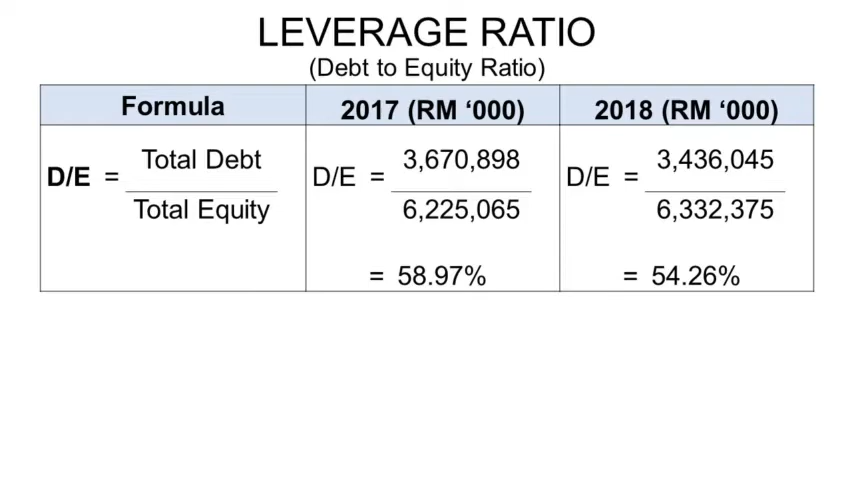 LEVERAGE RATIO
(Debt to Equity Ratio)
Formula
2017 (RM ‘000)
2018 (RM ‘000)
D/E = Total Debt
Total Equity
D/E = 3,670,898
6,225,065
= 58.97%
D/E = 3,436,045
6,332,375
= 54.26%